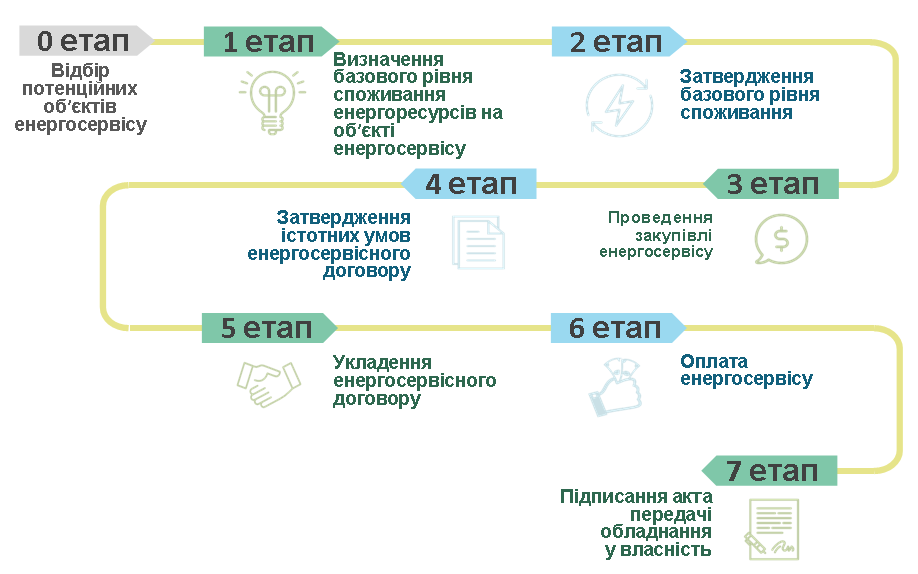 0 етап
Відбір
потенційних
об’єктів
енергосервісу
1 етап
Визначення
базового рівня
споживання
енергоресурсів на
об’єкті
енергосервісу
2 етап
Затвердження
базового рівня
споживання
3 етап
Проведення
закупівлі
енергосервісу
$
4 етап
Затвердження
істотних умов
енергосервісного
договору
5 етап
Укладення
енергосервісного
договору
6 етап
Оплата
енергосервісу
7 етап
Підписання акта
передачі
обладнання
у власність